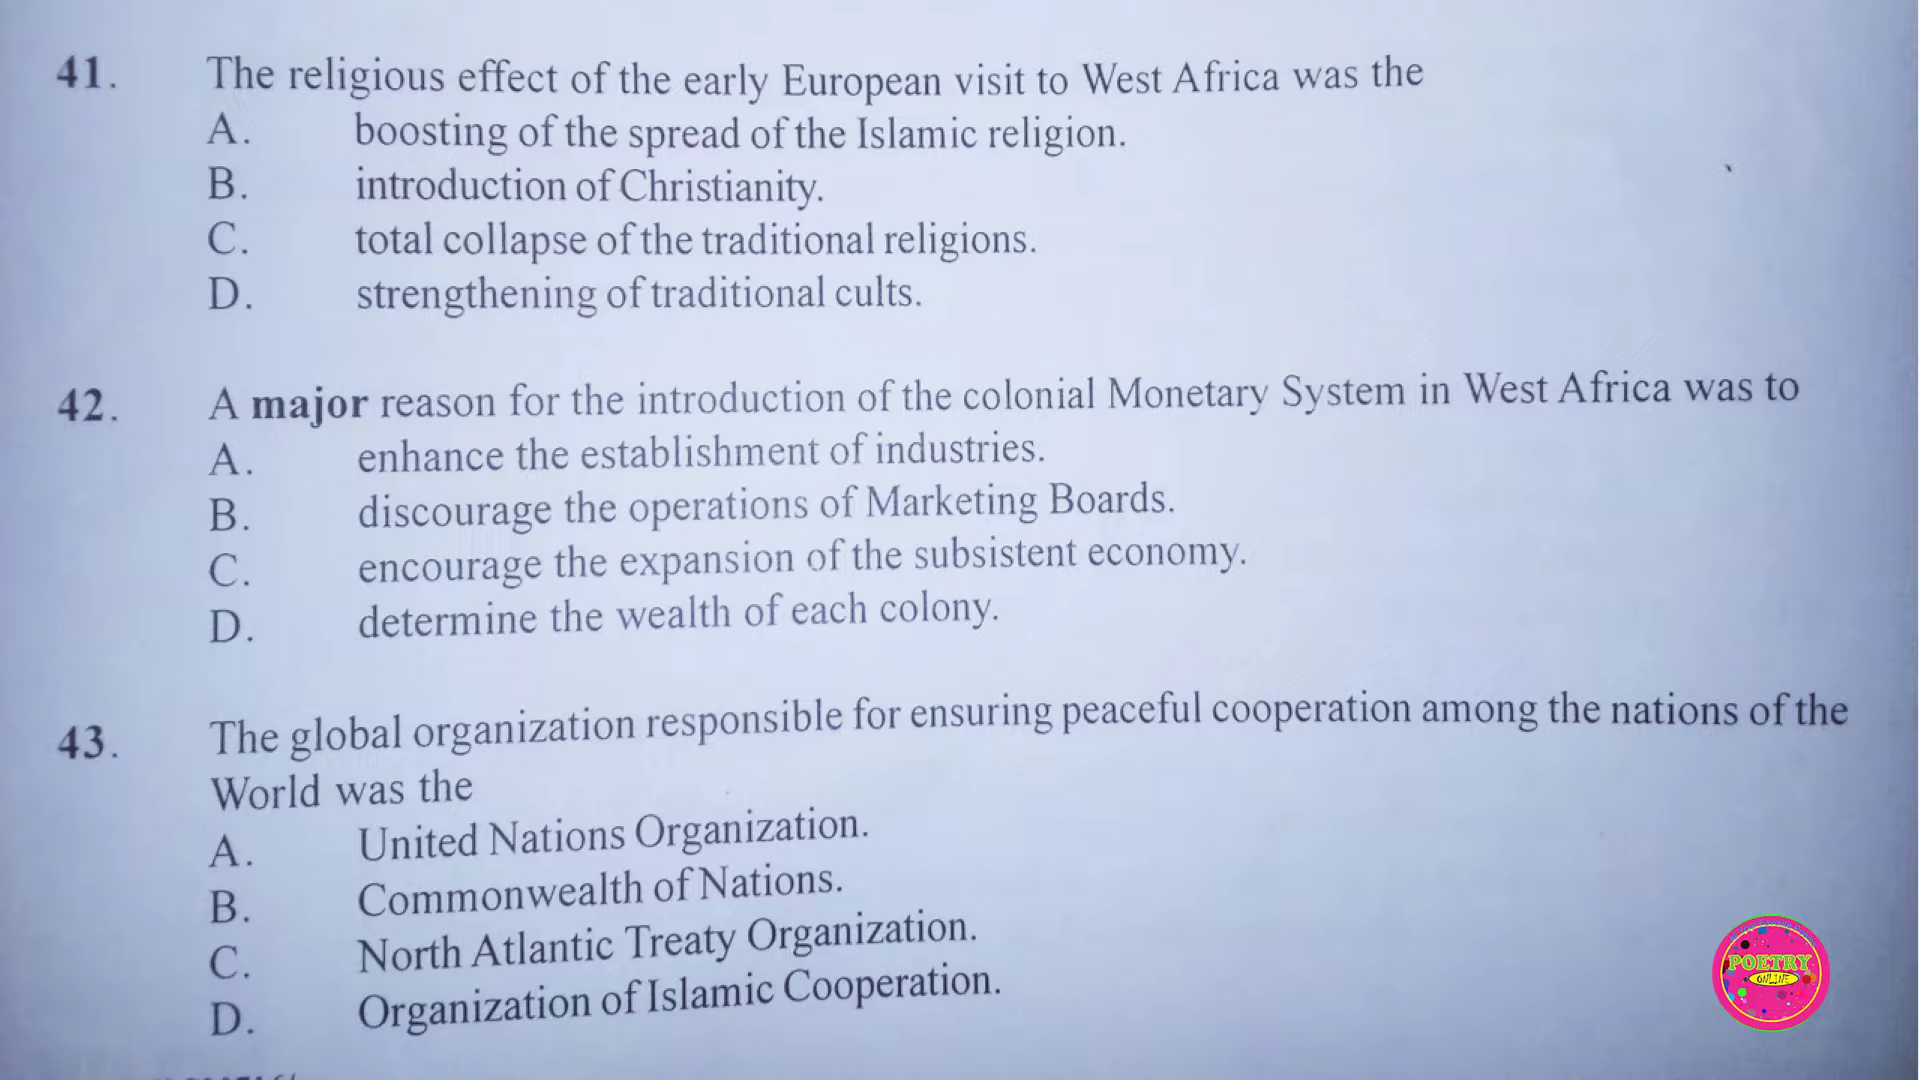 41. The religious effect of the early European visit to West Africa was the
A. boosting of the spread of the Islamic religion.
B. introduction of Christianity.
C. total collapse of the traditional religions.
D. strengthening of traditional cults.
42. A major reason for the introduction of the colonial Monetary System in West Africa was to
A. enhance the establishment of industries.
B. discourage the operations of Marketing Boards.
C. encourage the expansion of the subsistent economy.
D. determine the wealth of each colony.
43. The global organization responsible for ensuring peaceful cooperation among the nations of the
World was the
A. United Nations Organization.
B. Commonwealth of Nations.
C. North Atlantic Treaty Organization.
D. Organization of Islamic Cooperation.
POETRY
ONLINE